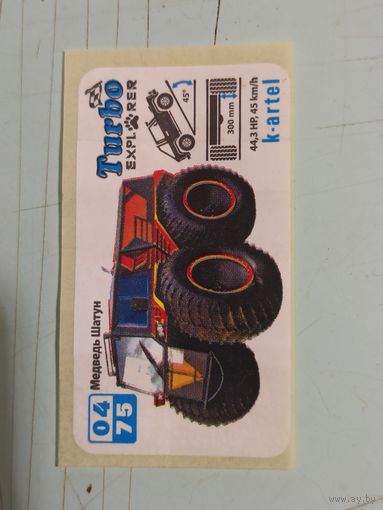 Turbo
EXPLORER
45°
300 mm
44,3 HP, 45 km/h
k-artel
Медведь Шатун
04
75
www.ay.by